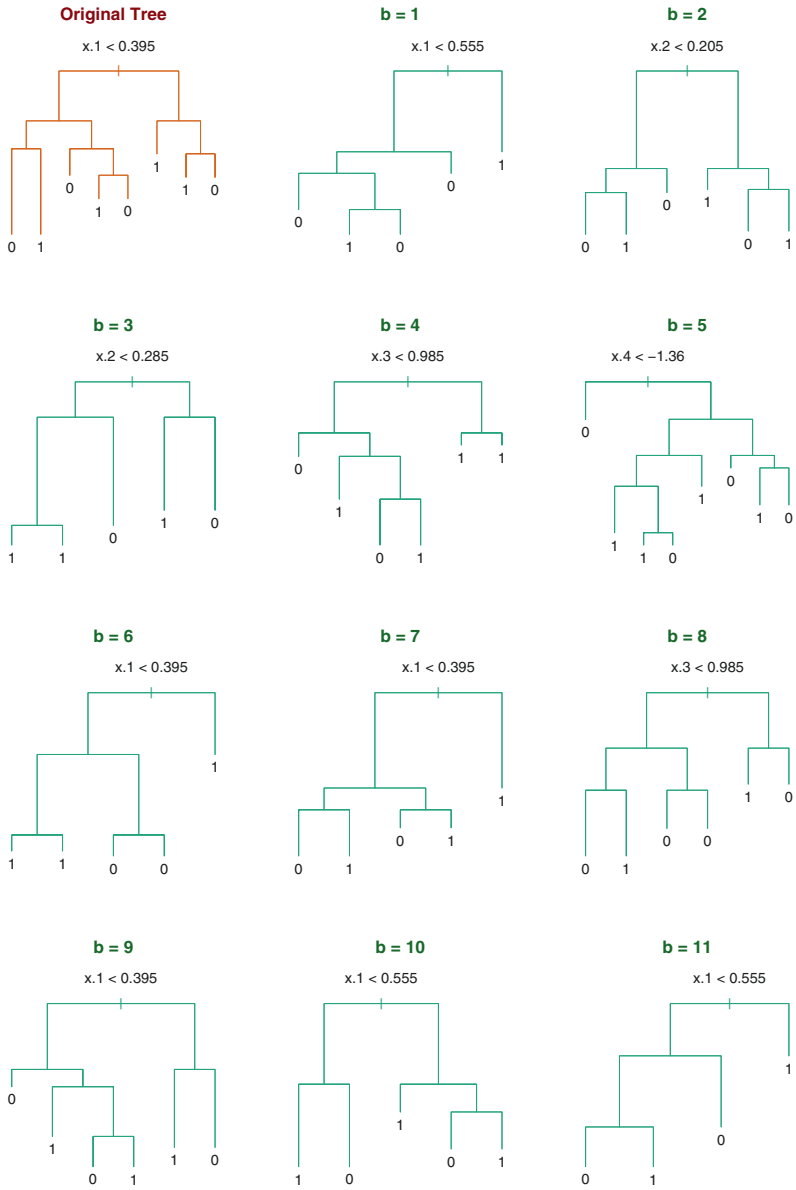 Original Tree b = 1 b = 2
x.1 < 0.395 x.1 < 0.555 x.2 < 0.205
1 1
0 0 0 1
1 0
1 0 0
0 1 1 0 0 1 0 1
b = 3 b = 4 b = 5
x.2 < 0.285 x.3 < 0.985 x.4 < −1.36
0
0 1 1
0
1 1
1 0 1 0
0
1 1 0 1 1 1 0
b = 6 b = 7 b = 8
x.1 < 0.395 x.1 < 0.395 x.3 < 0.985
1
1 1 0
0 1 0 0
1 1 0 0 0 1 0 1
b = 9 b = 10 b = 11
x.1 < 0.395 x.1 < 0.555 x.1 < 0.555
1
0
1
0
1 1 0 0 1
0 1 1 0 0 1